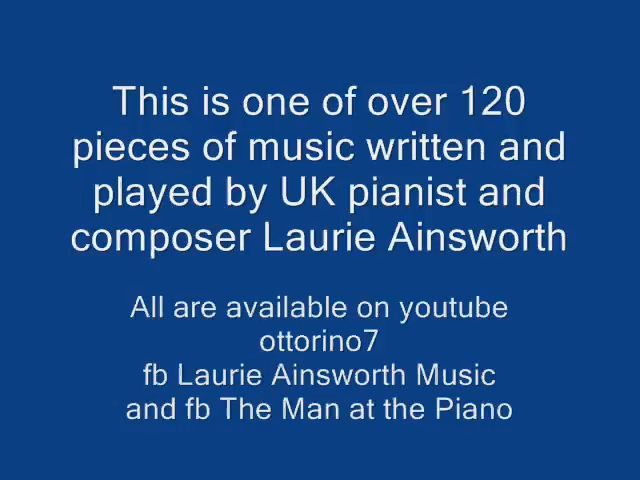 This is one of over 120
pieces of music written and
played by UK pianist and
composer Laurie Ainsworth
All are available on youtube
ottorino7
fb Laurie Ainsworth Music
and fb The Man at the Piano